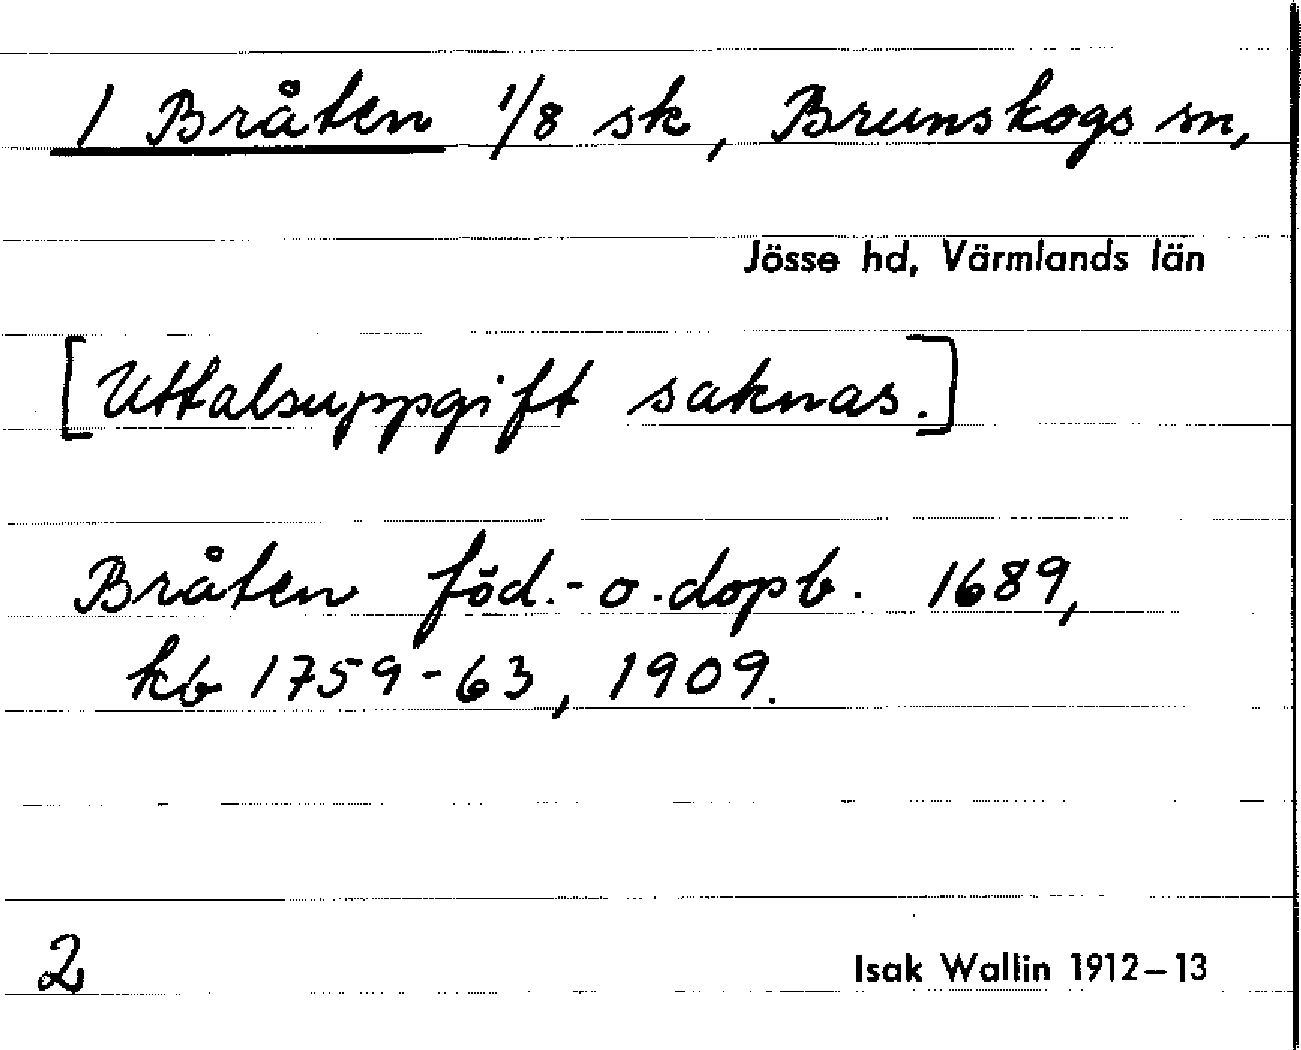 1 Bråten 1/8 sk, Brunskogs sn,
Jösse hd, Värmlands län
[Uttalsuppgift saknas.]
Bråten föd.- o. dopb. 1689,
kb 1759-63, 1909.
2
Isak Wallin 1912–13